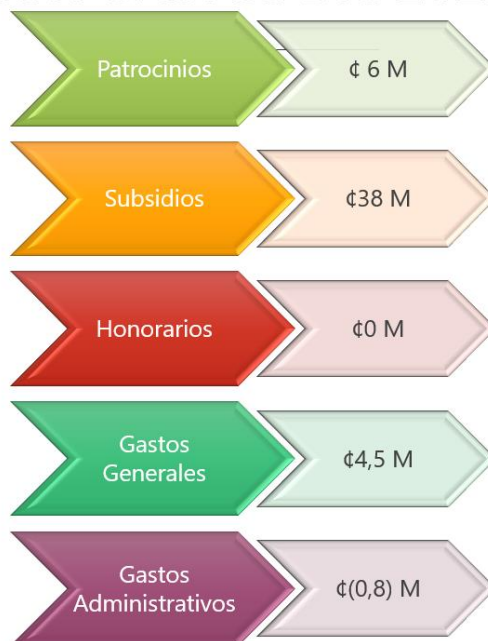 Patrocinios
₡ 6 M
Subsidios
₡38 M
Honorarios
₡0 M
Gastos
Generales
₡4,5 M
Gastos
Administrativos
₡(0,8) M